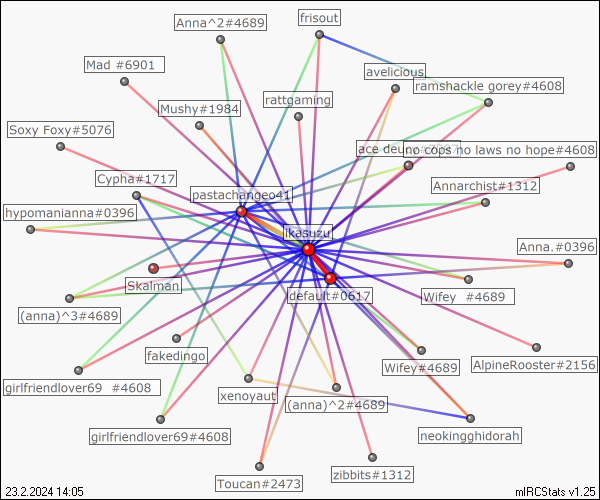 Anna^2#4689
frisout
Mad #6901
avelicious
ramshackle gorey#4608
rattgaming
Mushy#1984
Soxy Foxy#5076
ace
no cops no laws no hope#4608
Cypha#1717
pastachangeo41
Annarchist#1312
hypomanianna#0396
likasuzu
Anna.#0396
Skalman
default#0617
Wifey #4689
(anna)^3#4689
fakedingo
Wifey#4689
AlpineRooster#2156
girlfriendlover69 #4608
xenoyaut
(anna)^2#4689
girlfriendlover69#4608
neokingghidorah
Toucan#2473
zibbits#1312
23.2.2024 14:05
mIRCStats v1.25